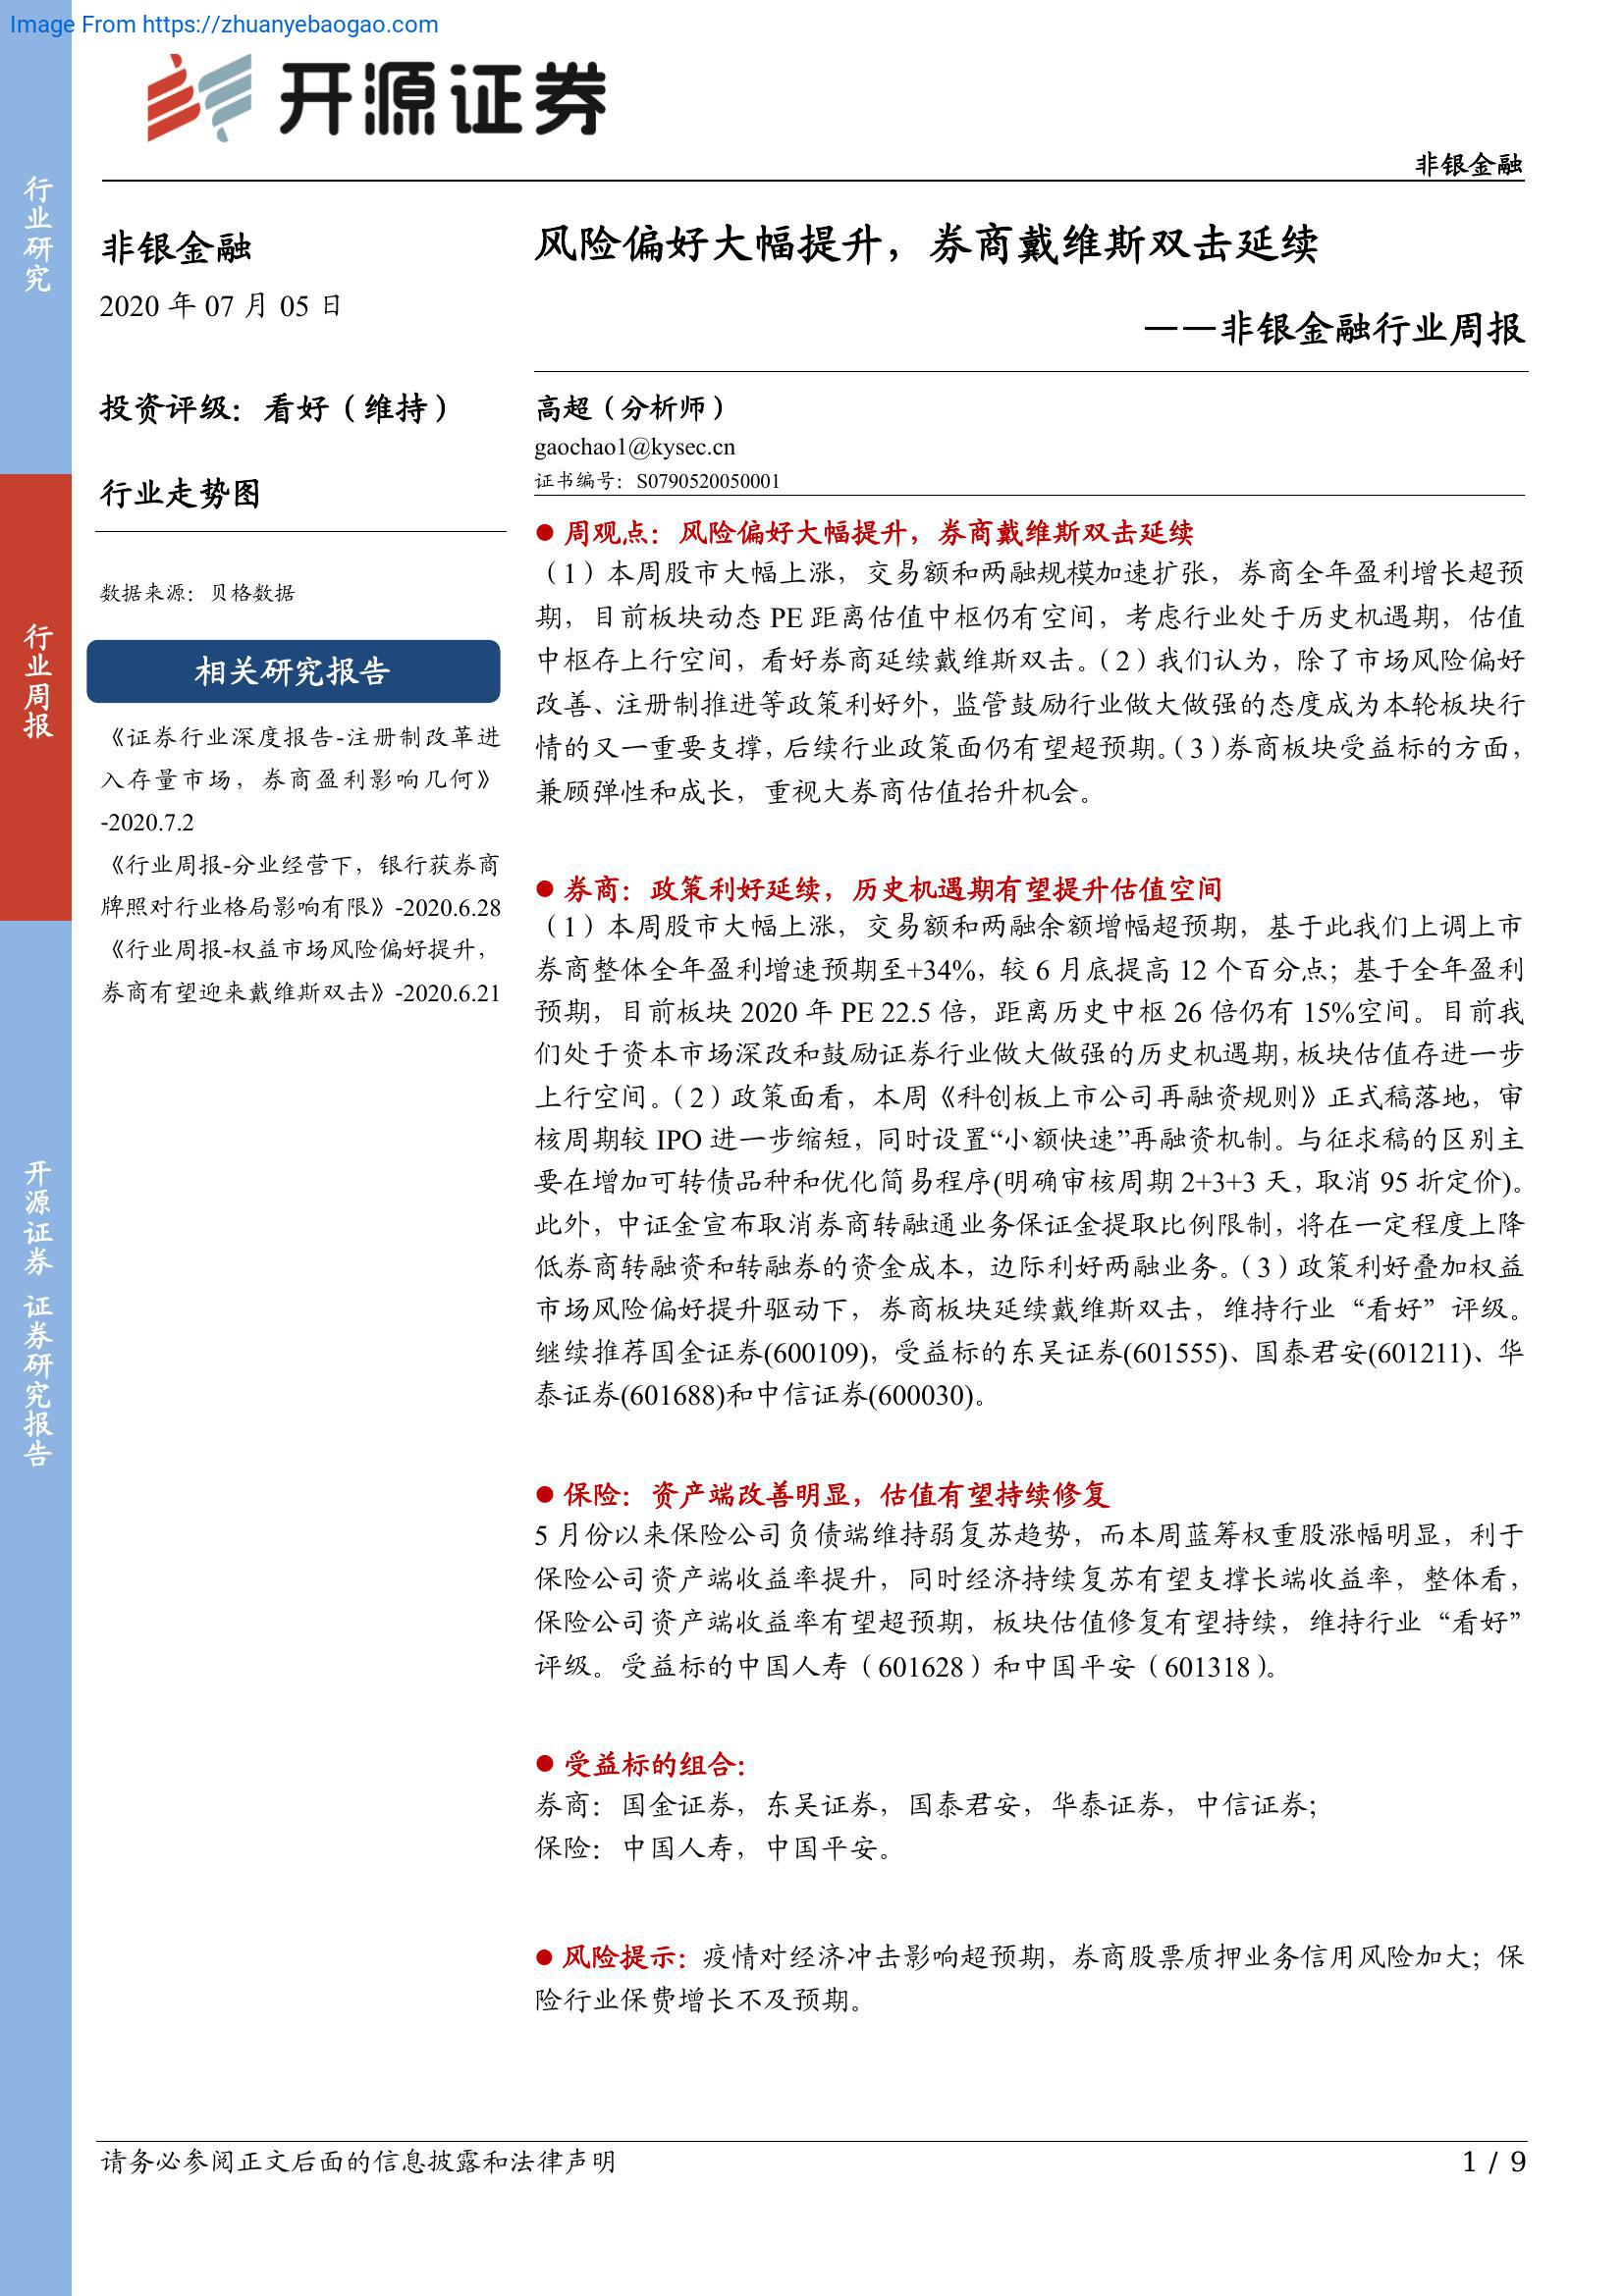 Image From https://zhuanyebaogao.com
开源证券
非银金融
行业研究
行业周报
开源证券 证券研究报告
非银金融
2020 年 07 月 05 日
投资评级：看好（维持）
行业走势图
数据来源：贝格数据
相关研究报告
《证券行业深度报告-注册制改革进
入存量市场，券商盈利影响几何》
-2020.7.2
《行业周报-分业经营下，银行获券商
牌照对行业格局影响有限》-2020.6.28
《行业周报-权益市场风险偏好提升，
券商有望迎来戴维斯双击》-2020.6.21
风险偏好大幅提升，券商戴维斯双击延续
——非银金融行业周报
高超（分析师）
gaochao1@kysec.cn
证书编号：S0790520050001
● 周观点：风险偏好大幅提升，券商戴维斯双击延续
（1）本周股市大幅上涨，交易额和两融规模加速扩张，券商全年盈利增长超预
期，目前板块动态 PE 距离估值中枢仍有空间，考虑行业处于历史机遇期，估值
中枢存上行空间，看好券商延续戴维斯双击。（2）我们认为，除了市场风险偏好
改善、注册制推进等政策利好外，监管鼓励行业做大做强的态度成为本轮板块行
情的又一重要支撑，后续行业政策面仍有望超预期。（3）券商板块受益标的方面，
兼顾弹性和成长，重视大券商估值抬升机会。
● 券商：政策利好延续，历史机遇期有望提升估值空间
（1）本周股市大幅上涨，交易额和两融余额增幅超预期，基于此我们上调上市
券商整体全年盈利增速预期至+34%，较 6 月底提高 12 个百分点；基于全年盈利
预期，目前板块 2020 年 PE 22.5 倍，距离历史中枢 26 倍仍有 15%空间。目前我
们处于资本市场深改和鼓励证券行业做大做强的历史机遇期，板块估值存进一步
上行空间。（2）政策面看，本周《科创板上市公司再融资规则》正式稿落地，审
核周期较 IPO 进一步缩短，同时设置“小额快速”再融资机制。与征求稿的区别主
要在增加可转债品种和优化简易程序(明确审核周期 2+3+3 天，取消 95 折定价)。
此外，中证金宣布取消券商转融通业务保证金提取比例限制，将在一定程度上降
低券商转融资和转融券的资金成本，边际利好两融业务。（3）政策利好叠加权益
市场风险偏好提升驱动下，券商板块延续戴维斯双击，维持行业“看好”评级。
继续推荐国金证券(600109)，受益标的东吴证券(601555)、国泰君安(601211)、华
泰证券(601688)和中信证券(600030)。
● 保险：资产端改善明显，估值有望持续修复
5 月份以来保险公司负债端维持弱复苏趋势，而本周蓝筹权重股涨幅明显，利于
保险公司资产端收益率提升，同时经济持续复苏有望支撑长端收益率，整体看，
保险公司资产端收益率有望超预期，板块估值修复有望持续，维持行业“看好”
评级。受益标的中国人寿（601628）和中国平安（601318）。
● 受益标的组合：
券商：国金证券，东吴证券，国泰君安，华泰证券，中信证券；
保险：中国人寿，中国平安。
● 风险提示：疫情对经济冲击影响超预期，券商股票质押业务信用风险加大；保
险行业保费增长不及预期。
请务必参阅正文后面的信息披露和法律声明
1 / 9